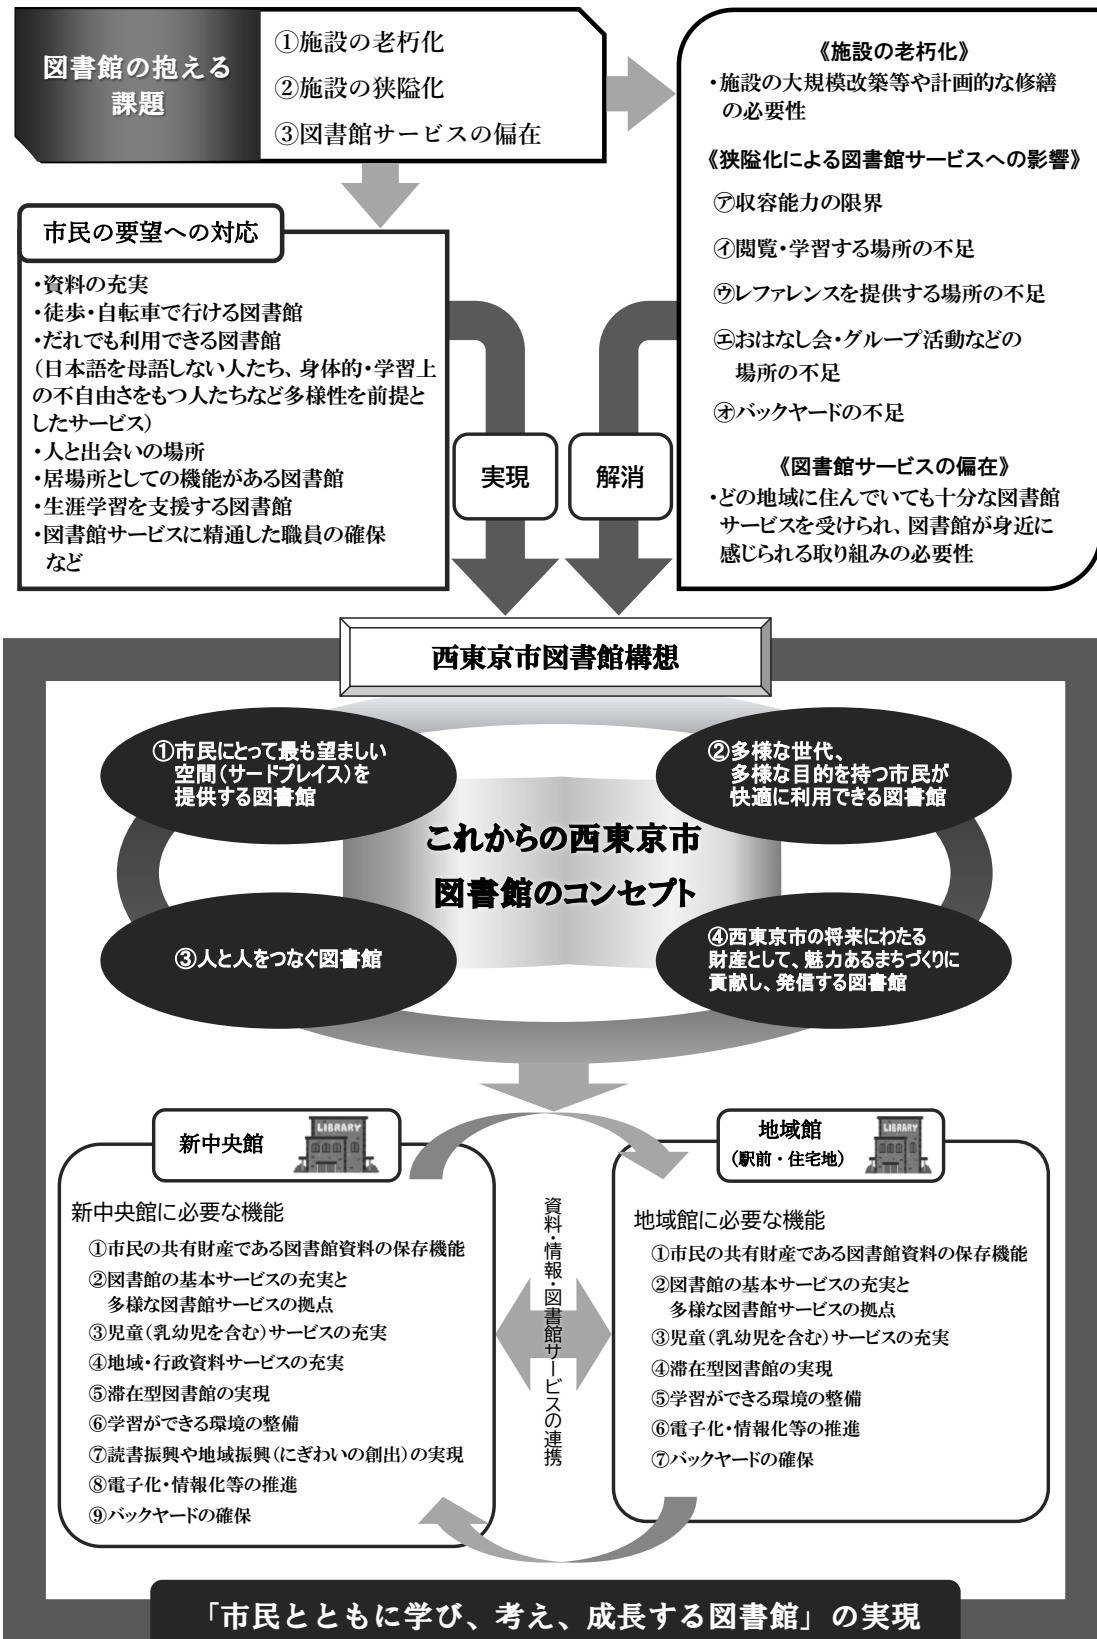 図書館の抱える
課題
①施設の老朽化
②施設の狭隘化
③図書館サービスの偏在
《施設の老朽化》
・施設の大規模改築等や計画的な修繕
の必要性
《狭隘化による図書館サービスへの影響》
㋐収容能力の限界
㋑閲覧・学習する場所の不足
㋒レファレンスを提供する場所の不足
㋓おはなし会・グループ活動などの
場所の不足
㋔バックヤードの不足
《図書館サービスの偏在》
・どの地域に住んでいても十分な図書館
サービスを受けられ、図書館が身近に
感じられる取り組みの必要性
市民の要望への対応
・資料の充実
・徒歩・自転車で行ける図書館
・だれでも利用できる図書館
（日本語を母語しない人たち、身体的・学習上
の不自由さをもつ人たちなど多様性を前提と
したサービス）
・人と出会いの場所
・居場所としての機能がある図書館
・生涯学習を支援する図書館
・図書館サービスに精通した職員の確保
など
実現
解消
西東京市図書館構想
①市民にとって最も望ましい
空間（サードプレイス）を
提供する図書館
②多様な世代、
多様な目的を持つ市民が
快適に利用できる図書館
これからの西東京市
図書館のコンセプト
③人と人をつなぐ図書館
④西東京市の将来にわたる
財産として、魅力あるまちづくりに
貢献し、発信する図書館
新中央館
LIBRARY
新中央館に必要な機能
①市民の共有財産である図書館資料の保存機能
②図書館の基本サービスの充実と
多様な図書館サービスの拠点
③児童（乳幼児を含む）サービスの充実
④地域・行政資料サービスの充実
⑤滞在型図書館の実現
⑥学習ができる環境の整備
⑦読書振興や地域振興（にぎわいの創出）の実現
⑧電子化・情報化等の推進
⑨バックヤードの確保
資料・情報・図書館サービスの連携
地域館
（駅前・住宅地）
LIBRARY
地域館に必要な機能
①市民の共有財産である図書館資料の保存機能
②図書館の基本サービスの充実と
多様な図書館サービスの拠点
③児童（乳幼児を含む）サービスの充実
④滞在型図書館の実現
⑤学習ができる環境の整備
⑥電子化・情報化等の推進
⑦バックヤードの確保
「市民とともに学び、考え、成長する図書館」の実現